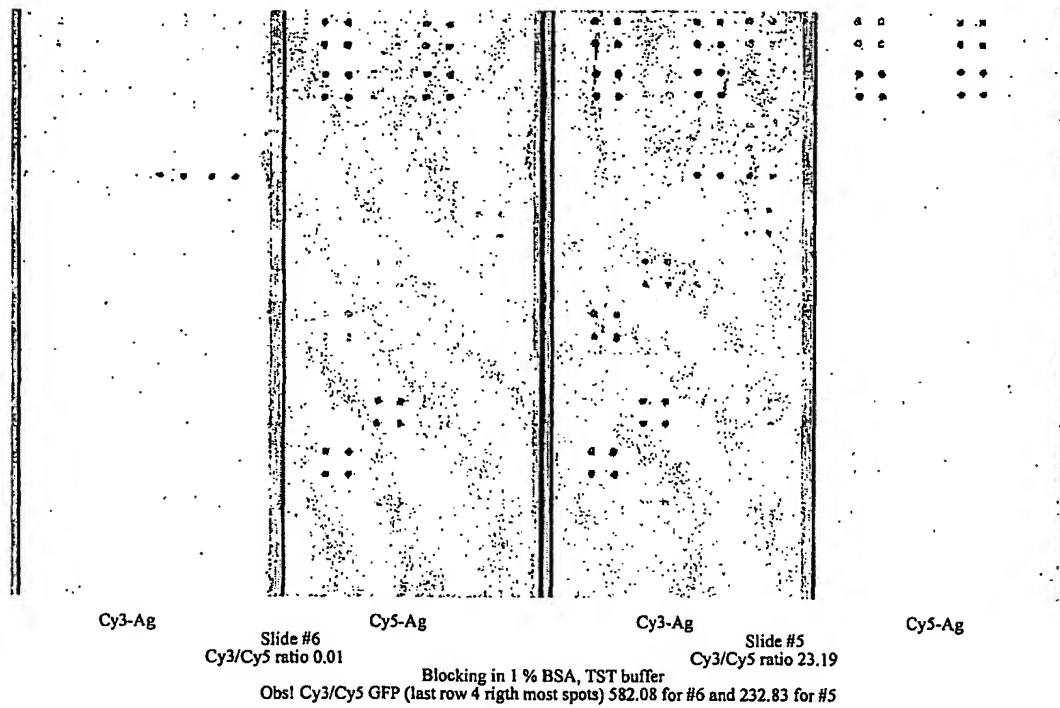 Cy3-Ag
Cy5-Ag
Cy3-Ag
Cy5-Ag
Slide #6
Slide #5
Cy3/Cy5 ratio 0.01
Cy3/Cy5 ratio 23.19
Blocking in 1 % BSA, TST buffer
Obs! Cy3/Cy5 GFP (last row 4 rigth most spots) 582.08 for #6 and 232.83 for #5